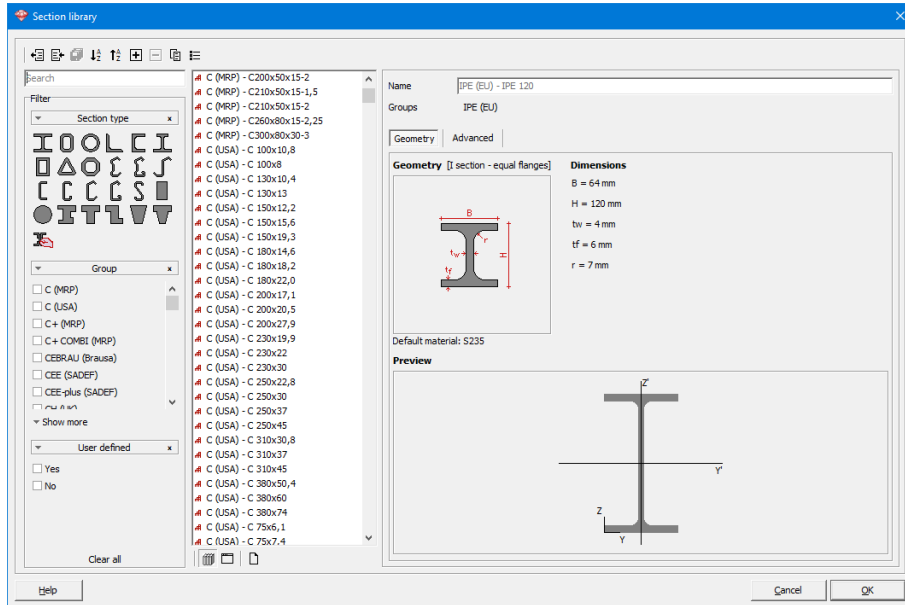 Section library
Search
Filter
Section type
Group
C (MRP)
C (USA)
C+ (MRP)
C+ COMBI (MRP)
CEBRAU (Brausa)
CEE (SADEF)
CEE-plus (SADEF)
Show more
User defined
Yes
No
Clear all
C (MRP) - C200x50x15-2
C (MRP) - C210x50x15-1,5
C (MRP) - C210x50x15-2
C (MRP) - C260x80x15-2,25
C (MRP) - C300x80x30-3
C (USA) - C 100x10,8
C (USA) - C 100x8
C (USA) - C 130x10,4
C (USA) - C 130x13
C (USA) - C 150x12,2
C (USA) - C 150x15,6
C (USA) - C 150x19,3
C (USA) - C 180x14,6
C (USA) - C 180x18,2
C (USA) - C 180x22,0
C (USA) - C 200x17,1
C (USA) - C 200x20,5
C (USA) - C 200x27,9
C (USA) - C 230x19,9
C (USA) - C 230x22
C (USA) - C 230x30
C (USA) - C 250x22,8
C (USA) - C 250x30
C (USA) - C 250x37
C (USA) - C 250x45
C (USA) - C 310x30,8
C (USA) - C 310x37
C (USA) - C 310x45
C (USA) - C 380x50,4
C (USA) - C 380x60
C (USA) - C 380x74
C (USA) - C 75x6,1
C (USA) - C 75x7,4
Name IPE (EU) - IPE 120
Groups IPE (EU)
Geometry Advanced
Geometry [I section - equal flanges]
B
r
tw
H
tf
Dimensions
B = 64 mm
H = 120 mm
tw = 4 mm
tf = 6 mm
r = 7 mm
Default material: S235
Preview
Z'
Y'
Z
Y
Help
Cancel
OK